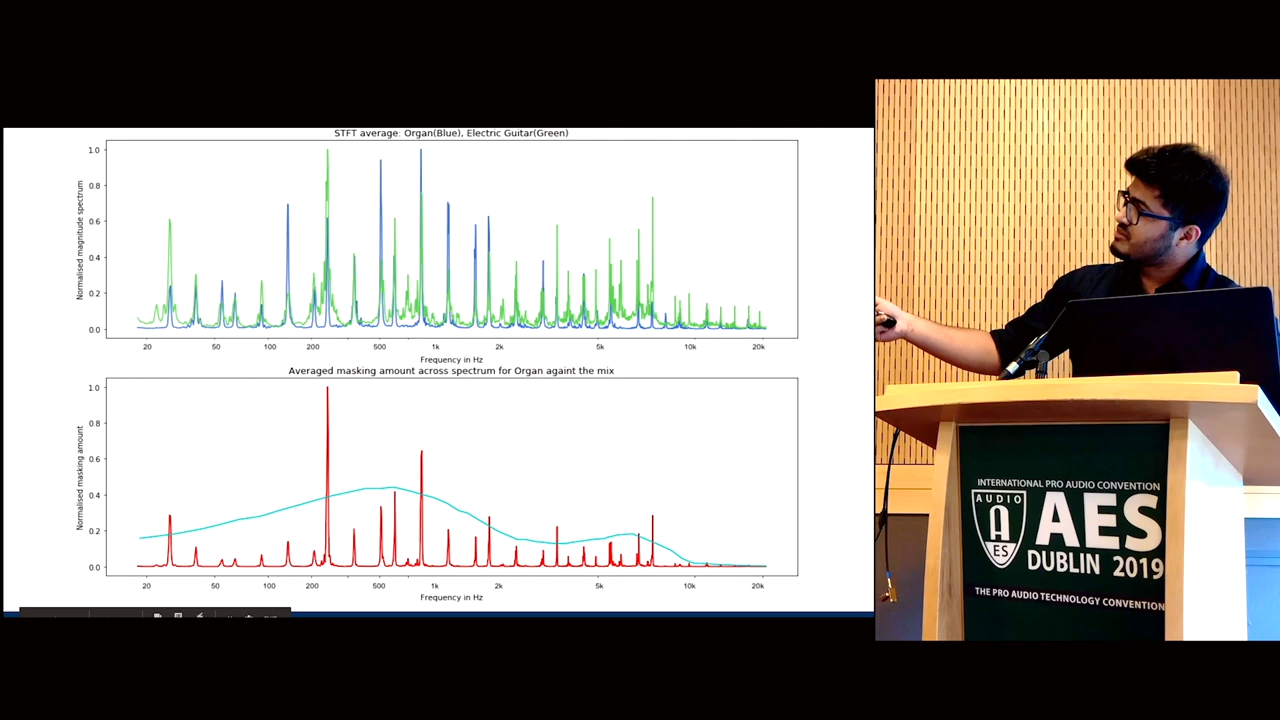 STFT average: Organ(Blue), Electric Guitar(Green)
Normalised magnitude spectrum
1.0
0.8
0.6
0.4
0.2
0.0
20 50 100 200 500 1k 2k 5k 10k 20k
Frequency in Hz
Averaged masking amount across spectrum for Organ againt the mix
Normalised masking amount
1.0
0.8
0.6
0.4
0.2
0.0
20 50 100 200 500 1k 2k 5k 10k 20k
Frequency in Hz
INTERNATIONAL PRO AUDIO CONVENTION
AUDIO
A
ES
AES
DUBLIN 2019
THE PRO AUDIO TECHNOLOGY CONVENTION